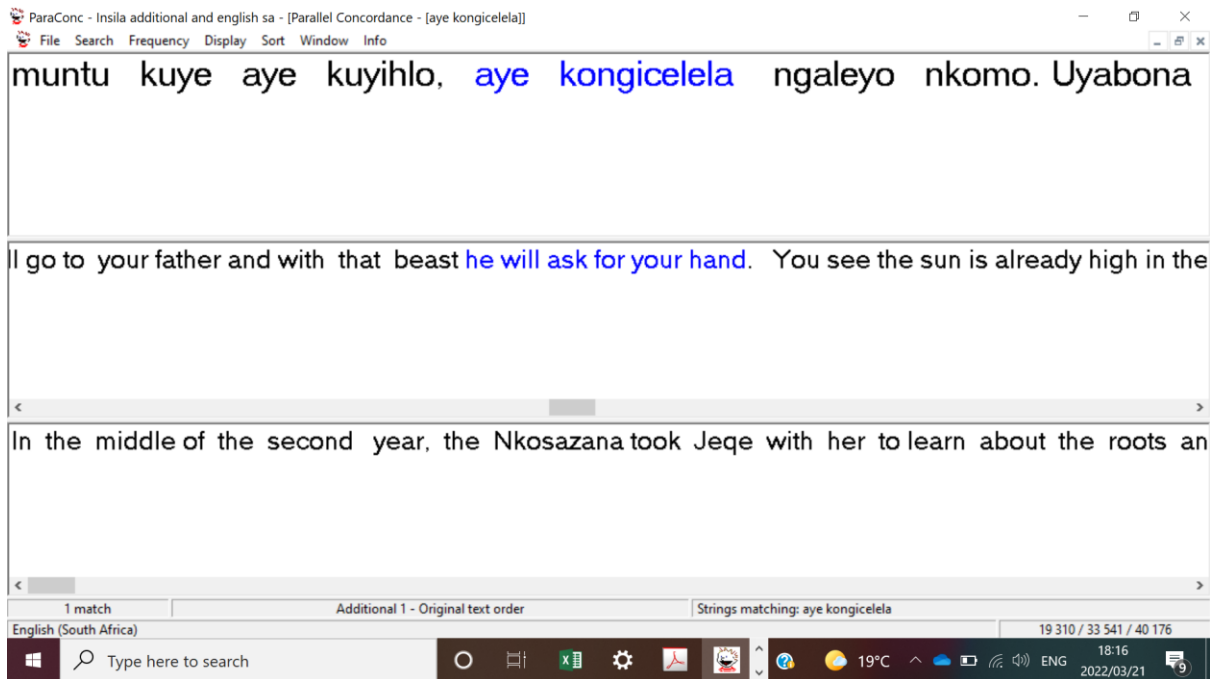 ParaConc - Insila additional and english sa - [Parallel Concordance - [aye kongicelela]]
File Search Frequency Display Sort Window Info
muntu kuye aye kuyihlo, aye kongicelela ngaleyo nkomo. Uyabona
ll go to your father and with that beast he will ask for your hand. You see the sun is already high in the
In the middle of the second year, the Nkosazana took Jeqe with her to learn about the roots an
1 match Additional 1 - Original text order Strings matching: aye kongicelela
English (South Africa) 19 310 / 33 541 / 40 176
Type here to search 19°C ENG 18:16
2022/03/21 9